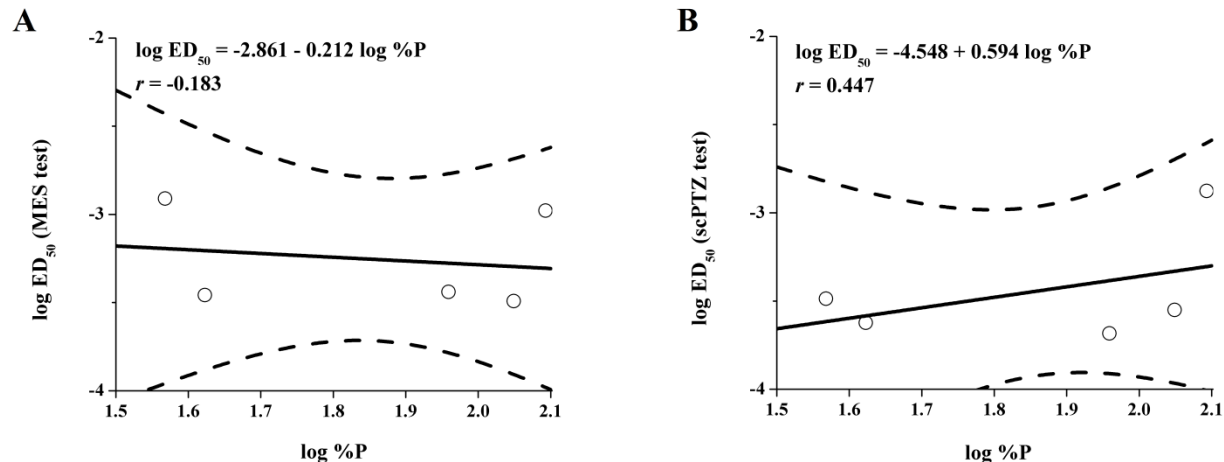 A
log ED50 = -2.861 - 0.212 log %P
r = -0.183
-2
-3
-4
log ED50 (MES test)
1.5 1.6 1.7 1.8 1.9 2.0 2.1
log %P
B
log ED50 = -4.548 + 0.594 log %P
r = 0.447
-2
-3
-4
log ED50 (scPTZ test)
1.5 1.6 1.7 1.8 1.9 2.0 2.1
log %P